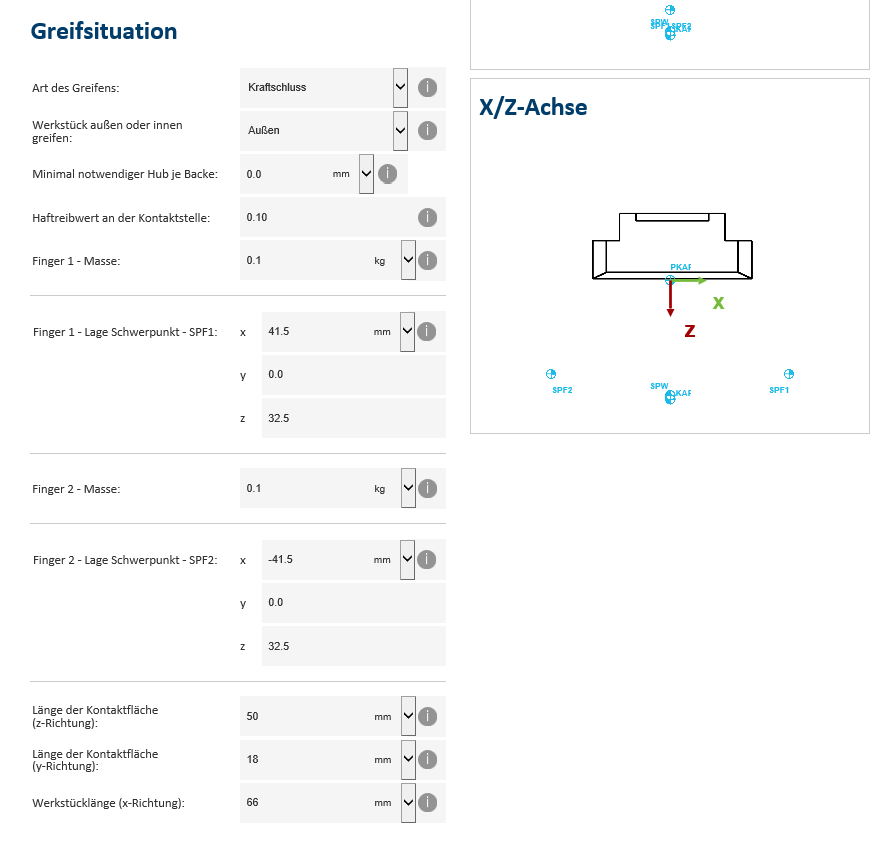 Greifsituation
Art des Greifens: Kraftschluss
Werkstück außen oder innen
greifen: Außen
Minimal notwendiger Hub je Backe: 0.0 mm
Haftreibwert an der Kontaktstelle: 0.10
Finger 1 - Masse: 0.1 kg
Finger 1 - Lage Schwerpunkt - SPF1: x 41.5 mm
y 0.0
z 32.5
Finger 2 - Masse: 0.1 kg
Finger 2 - Lage Schwerpunkt - SPF2: x -41.5 mm
y 0.0
z 32.5
Länge der Kontaktfläche
(z-Richtung): 50 mm
Länge der Kontaktfläche
(y-Richtung): 18 mm
Werkstücklänge (x-Richtung): 66 mm
SPW
X/Z-Achse
PKAF
X
Z
SPF2
SPW
KAF
SPF1